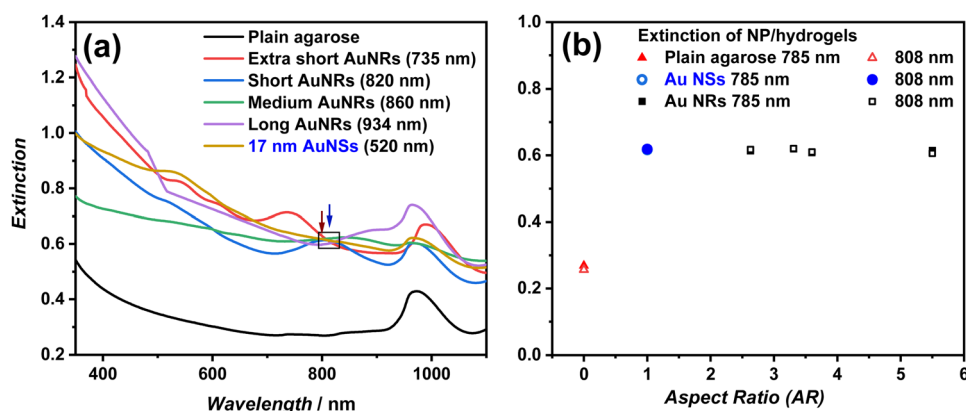 (a)
Plain agarose
Extra short AuNRs (735 nm)
Short AuNRs (820 nm)
Medium AuNRs (860 nm)
Long AuNRs (934 nm)
17 nm AuNSs (520 nm)
Extinction
1.4
1.2
1.0
0.8
0.6
0.4
0.2
400 600 800 1000
Wavelength / nm
(b)
Extinction of NP/hydrogels
Plain agarose 785 nm 808 nm
Au NSs 785 nm 808 nm
Au NRs 785 nm 808 nm
1.0
0.8
0.6
0.4
0.2
0.0
0 1 2 3 4 5 6
Aspect Ratio (AR)